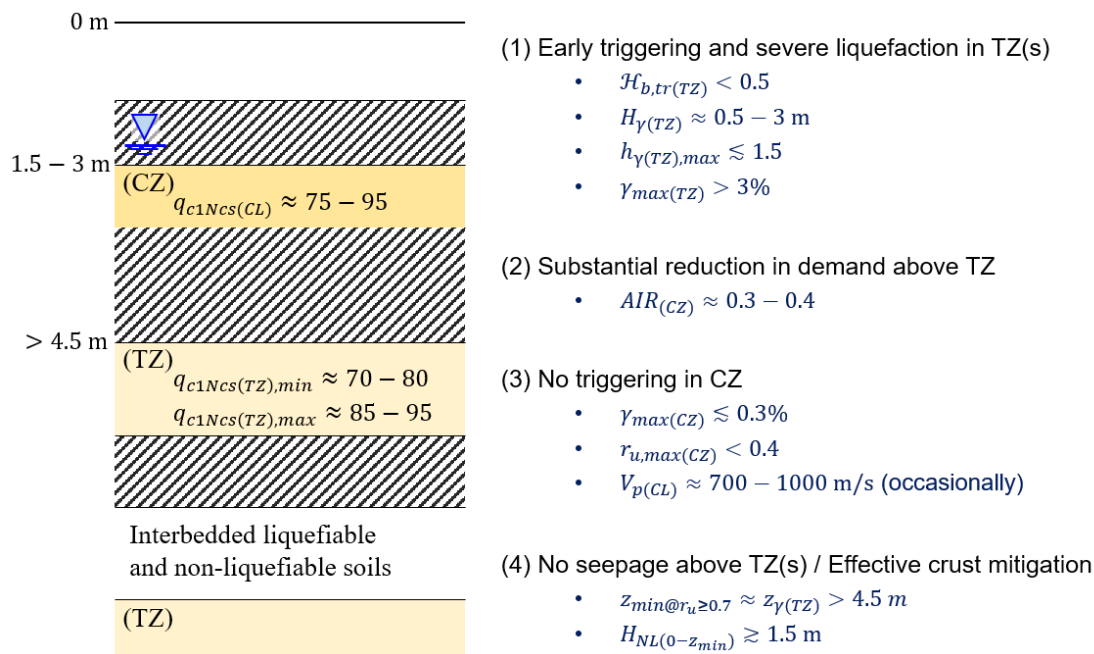 0 m
1.5 − 3 m
(CZ)
q_{c1Ncs(CL)} ≈ 75 − 95
> 4.5 m
(TZ)
q_{c1Ncs(TZ),min} ≈ 70 − 80
q_{c1Ncs(TZ),max} ≈ 85 − 95
Interbedded liquefiable
and non-liquefiable soils
(TZ)
(1) Early triggering and severe liquefaction in TZ(s)
• ℋ_{b,tr(TZ)} < 0.5
• H_{γ(TZ)} ≈ 0.5 − 3 m
• h_{γ(TZ),max} ≲ 1.5
• γ_{max(TZ)} > 3%
(2) Substantial reduction in demand above TZ
• AIR_{(CZ)} ≈ 0.3 − 0.4
(3) No triggering in CZ
• γ_{max(CZ)} ≲ 0.3%
• r_{u,max(CZ)} < 0.4
• V_{p(CL)} ≈ 700 − 1000 m/s (occasionally)
(4) No seepage above TZ(s) / Effective crust mitigation
• z_{min@r_u≥0.7} ≈ z_{γ(TZ)} > 4.5 m
• H_{NL(0−z_{min})} ≳ 1.5 m